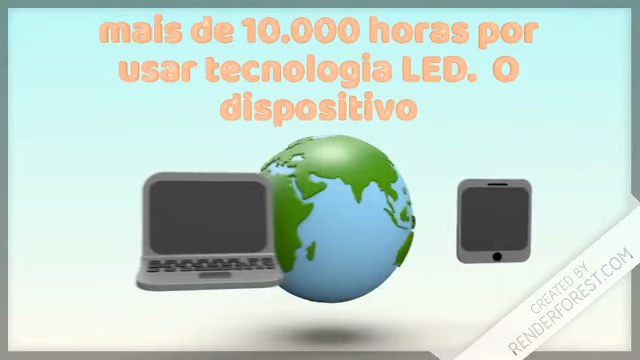 mais de 10.000 horas por
usar tecnologia LED. O
dispositivo
CREATED BY
RENDERFOREST.COM